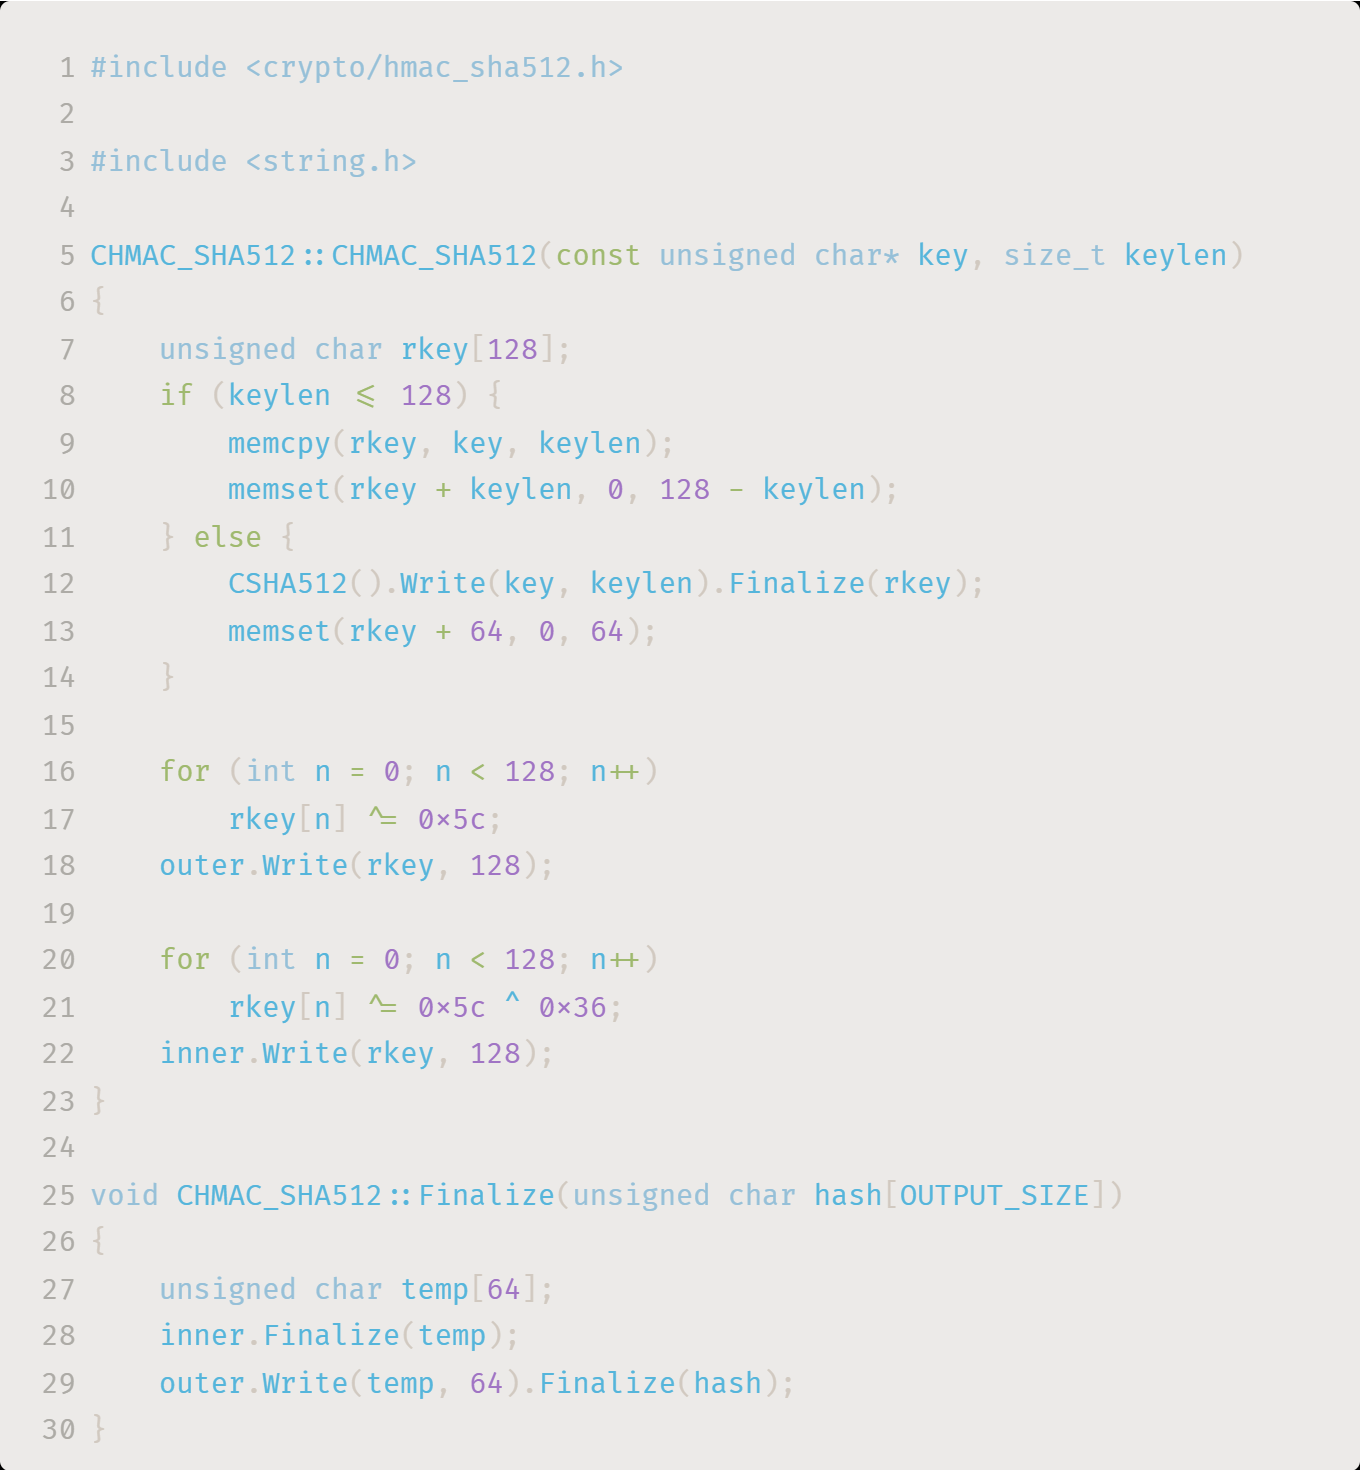 1 #include <crypto/hmac_sha512.h>
2
3 #include <string.h>
4
5 CHMAC_SHA512::CHMAC_SHA512(const unsigned char* key, size_t keylen)
6 {
7     unsigned char rkey[128];
8     if (keylen <= 128) {
9         memcpy(rkey, key, keylen);
10         memset(rkey + keylen, 0, 128 - keylen);
11     } else {
12         CSHA512().Write(key, keylen).Finalize(rkey);
13         memset(rkey + 64, 0, 64);
14     }
15
16     for (int n = 0; n < 128; n++)
17         rkey[n] ^= 0x5c;
18     outer.Write(rkey, 128);
19
20     for (int n = 0; n < 128; n++)
21         rkey[n] ^= 0x5c ^ 0x36;
22     inner.Write(rkey, 128);
23 }
24
25 void CHMAC_SHA512::Finalize(unsigned char hash[OUTPUT_SIZE])
26 {
27     unsigned char temp[64];
28     inner.Finalize(temp);
29     outer.Write(temp, 64).Finalize(hash);
30 }